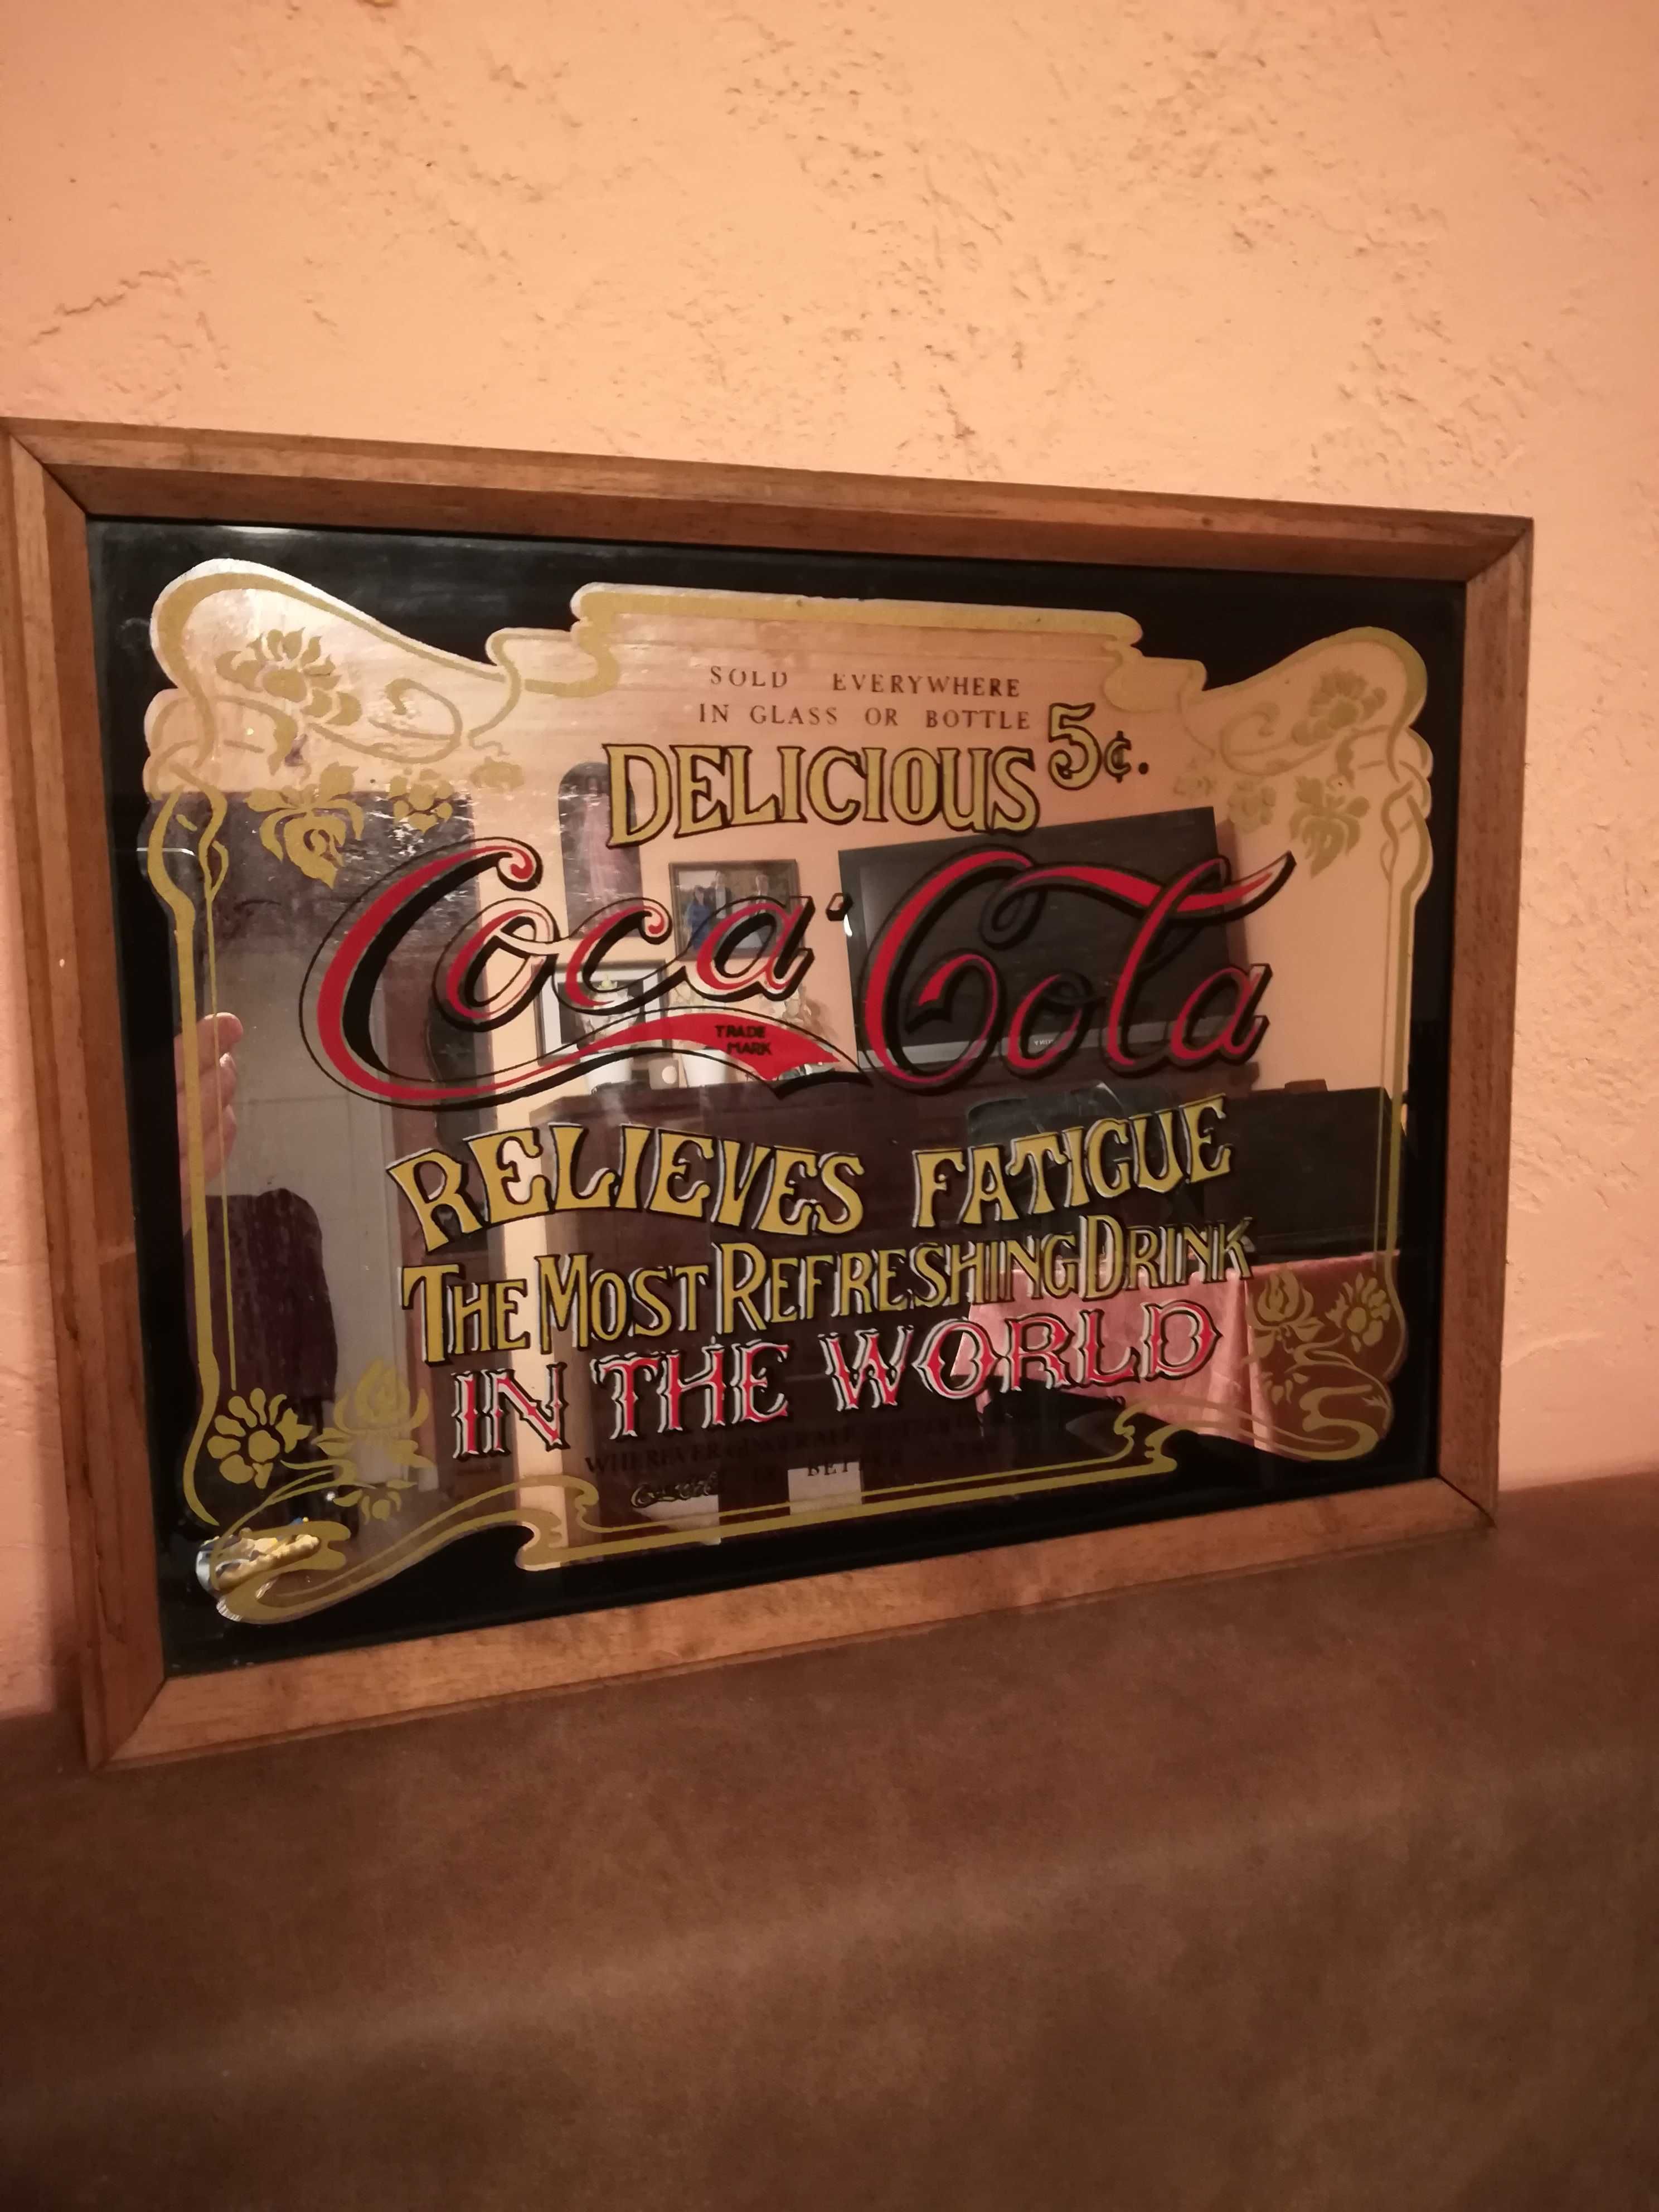 SOLD EVERYWHERE
IN GLASS OR BOTTLE
DELICIOUS 5¢.
Coca-Cola
TRADE
MARK
RELIEVES FATIGUE
THE MOST REFRESHING DRINK
IN THE WORLD
WHEREVER